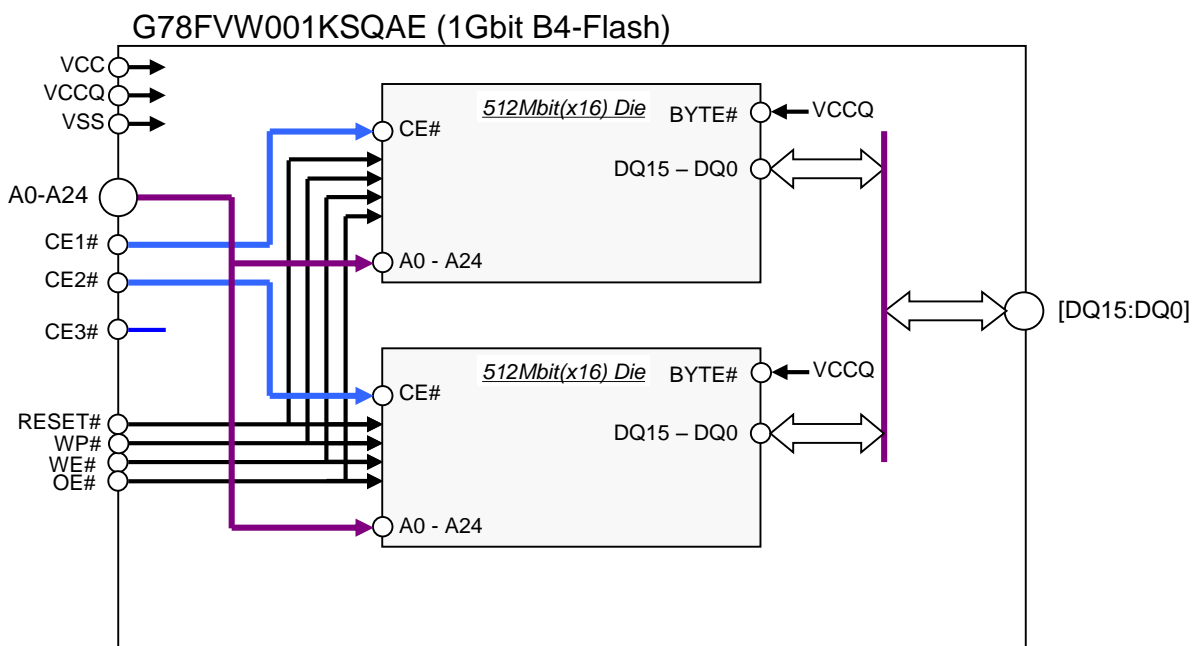 G78FVW001KSQAE (1Gbit B4-Flash)
VCC
VCCQ
VSS
A0-A24
CE1#
CE2#
CE3#
RESET#
WP#
WE#
OE#
512Mbit(x16) Die
BYTE#
VCCQ
CE#
DQ15 – DQ0
A0 - A24
512Mbit(x16) Die
BYTE#
VCCQ
CE#
DQ15 – DQ0
A0 - A24
[DQ15:DQ0]